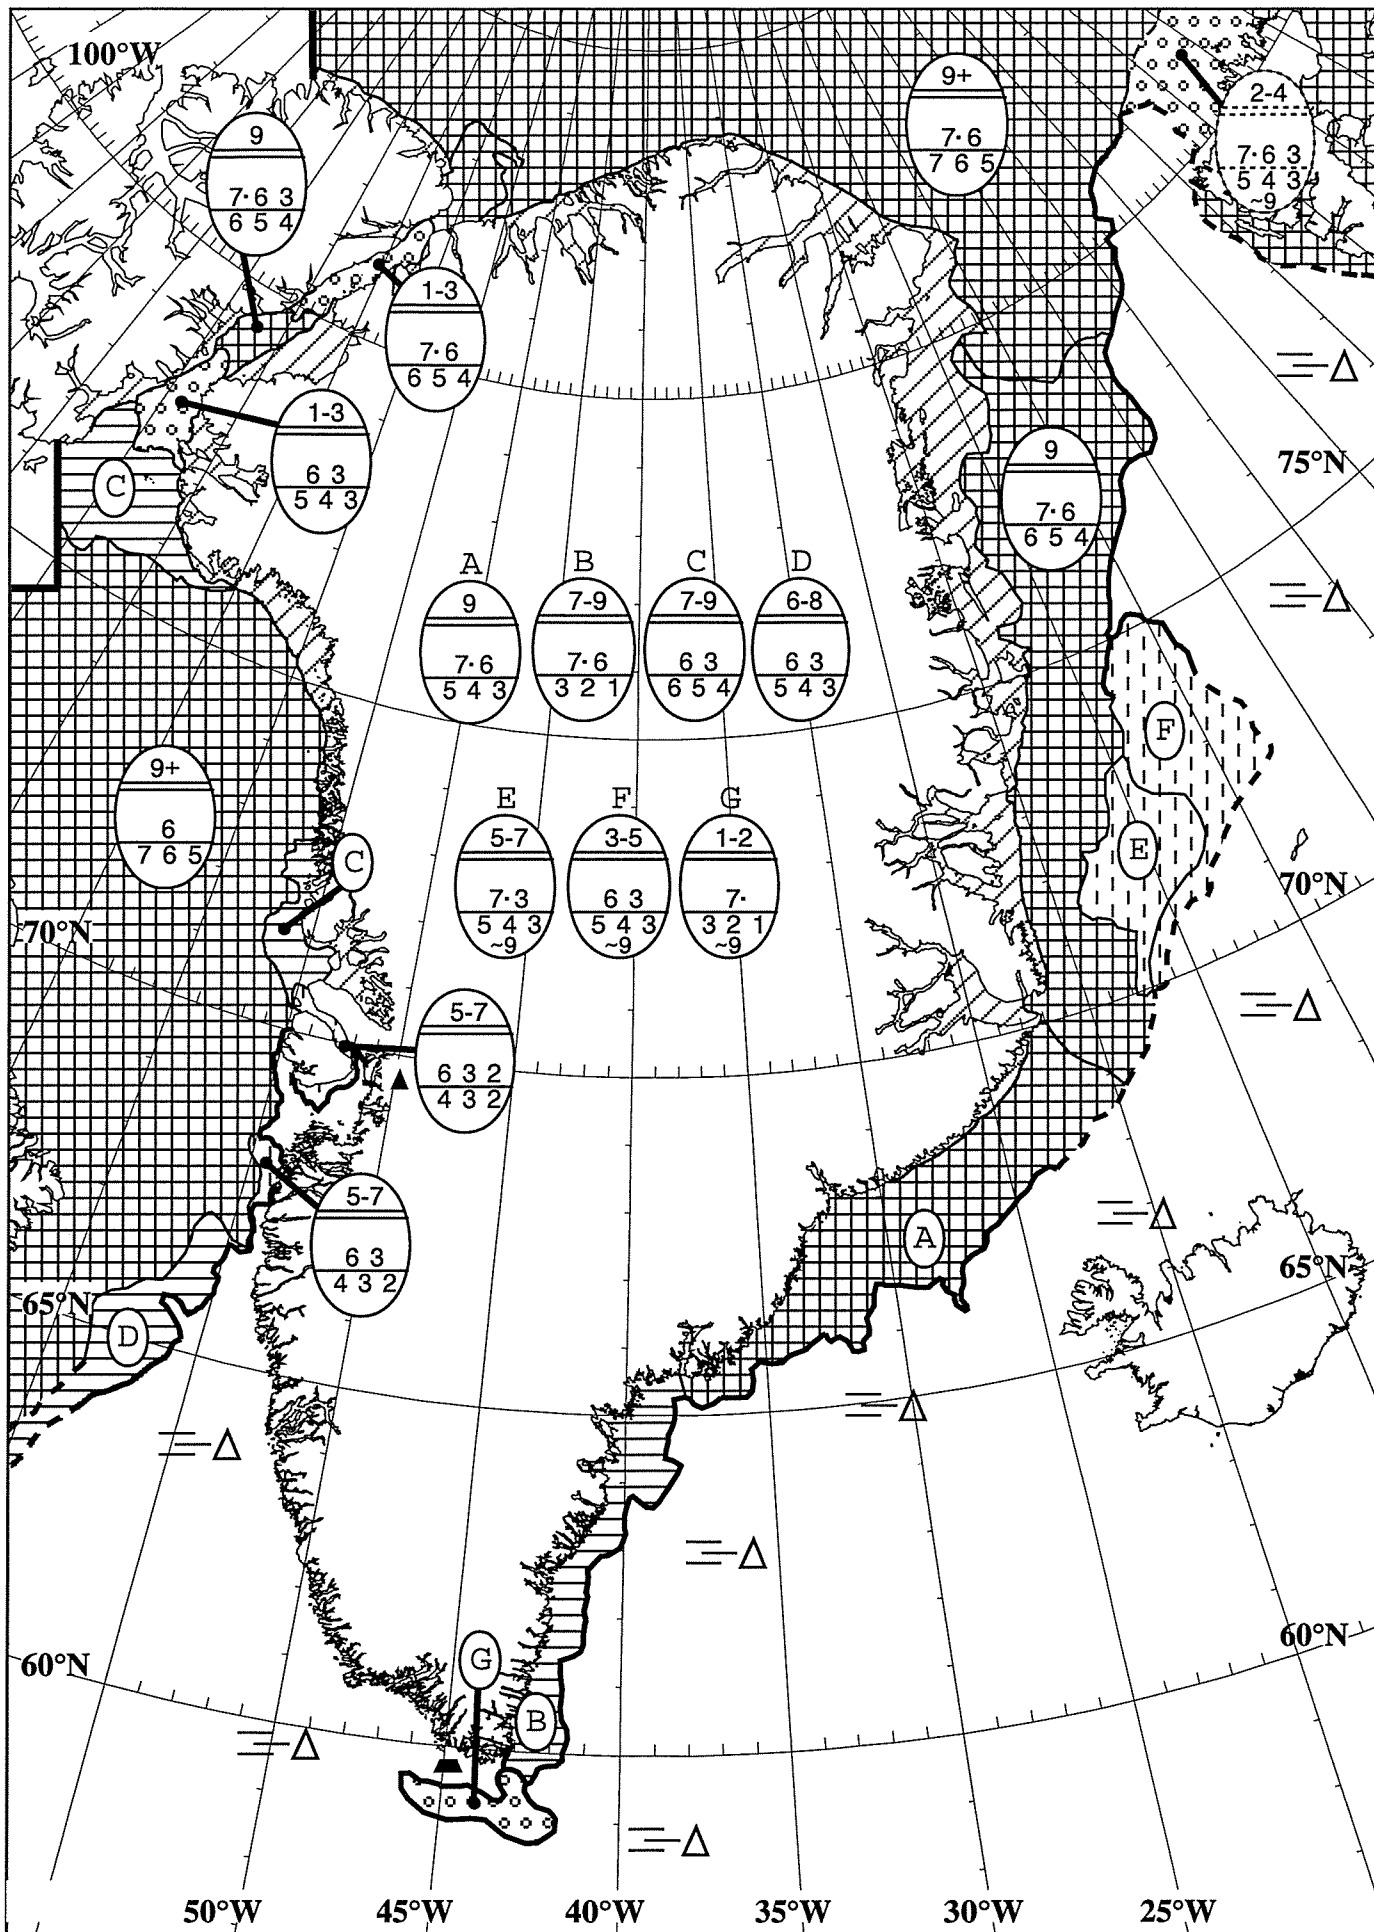 100°W
9+
7• 6
7 6 5
2-4
7• 6 3
5 4 3
~9
9
7• 6 3
6 5 4
1-3
7• 6
6 5 4
1-3
6 3
5 4 3
C
75°N
9
7• 6
6 5 4
A B C D
9 7-9 7-9 6-8
7• 6 7• 6 6 3 6 3
5 4 3 3 2 1 6 5 4 5 4 3
F
9+
6
7 6 5
E F G
5-7 3-5 1-2
7• 3 6 3 7•
5 4 3 5 4 3 3 2 1
~9 ~9 ~9
C
E
70°N
70°N
5-7
6 3 2
4 3 2
5-7
6 3
4 3 2
A
65°N
65°N
D
60°N
60°N
G
B
50°W 45°W 40°W 35°W 30°W 25°W